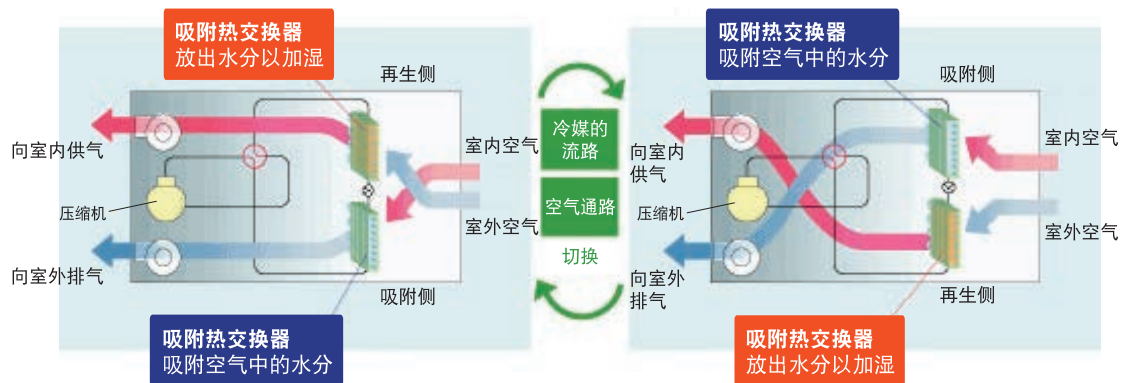 吸附热交换器
放出水分以加湿
再生侧
向室内供气
室内空气
压缩机
室外空气
向室外排气
吸附侧
吸附热交换器
吸附空气中的水分
冷媒的
流路
空气通路
切换
吸附热交换器
吸附空气中的水分
吸附侧
向室内
供气
室内空气
压缩机
室外空气
向室外
排气
再生侧
吸附热交换器
放出水分以加湿